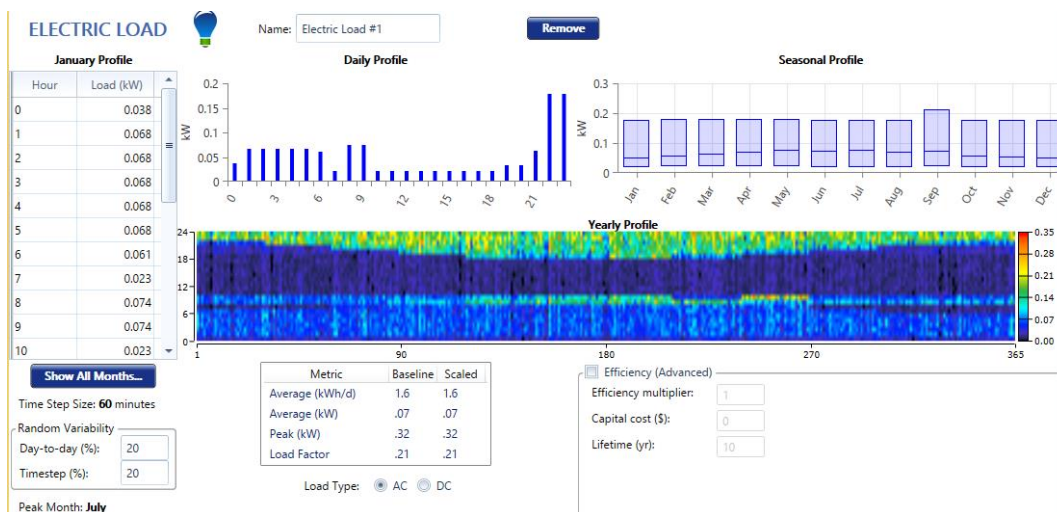 ELECTRIC LOAD
Name: Electric Load #1
Remove
January Profile
Hour Load (kW)
0 0.038
1 0.068
2 0.068
3 0.068
4 0.068
5 0.068
6 0.061
7 0.023
8 0.074
9 0.074
10 0.023
Show All Months...
Time Step Size: 60 minutes
Random Variability
Day-to-day (%): 20
Timestep (%): 20
Peak Month: July
Daily Profile
kW
0.2
0.15
0.1
0.05
0
0 3 6 9 12 15 18 21
Seasonal Profile
kW
0.3
0.2
0.1
0
Jan Feb Mar Apr May Jun Jul Aug Sep Oct Nov Dec
Yearly Profile
24
18
12
6
0
1 90 180 270 365
0.35
0.28
0.21
0.14
0.07
0.00
Metric Baseline Scaled
Average (kWh/d) 1.6 1.6
Average (kW) .07 .07
Peak (kW) .32 .32
Load Factor .21 .21
Load Type: AC DC
Efficiency (Advanced)
Efficiency multiplier: 1
Capital cost ($): 0
Lifetime (yr): 10